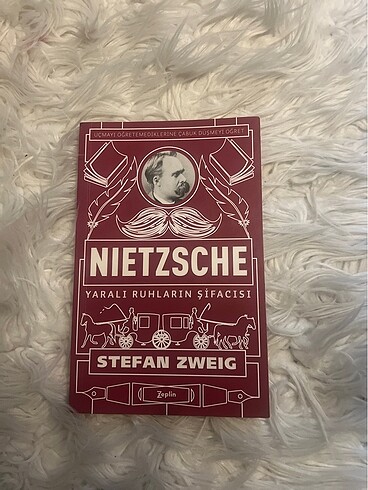 UÇMAYI ÖĞRETEMEDİKLERİNE ÇABUK DÜŞMEYİ ÖĞRET
NIETZSCHE
YARALI RUHLARIN ŞİFACISI
STEFAN ZWEIG
Zeplin